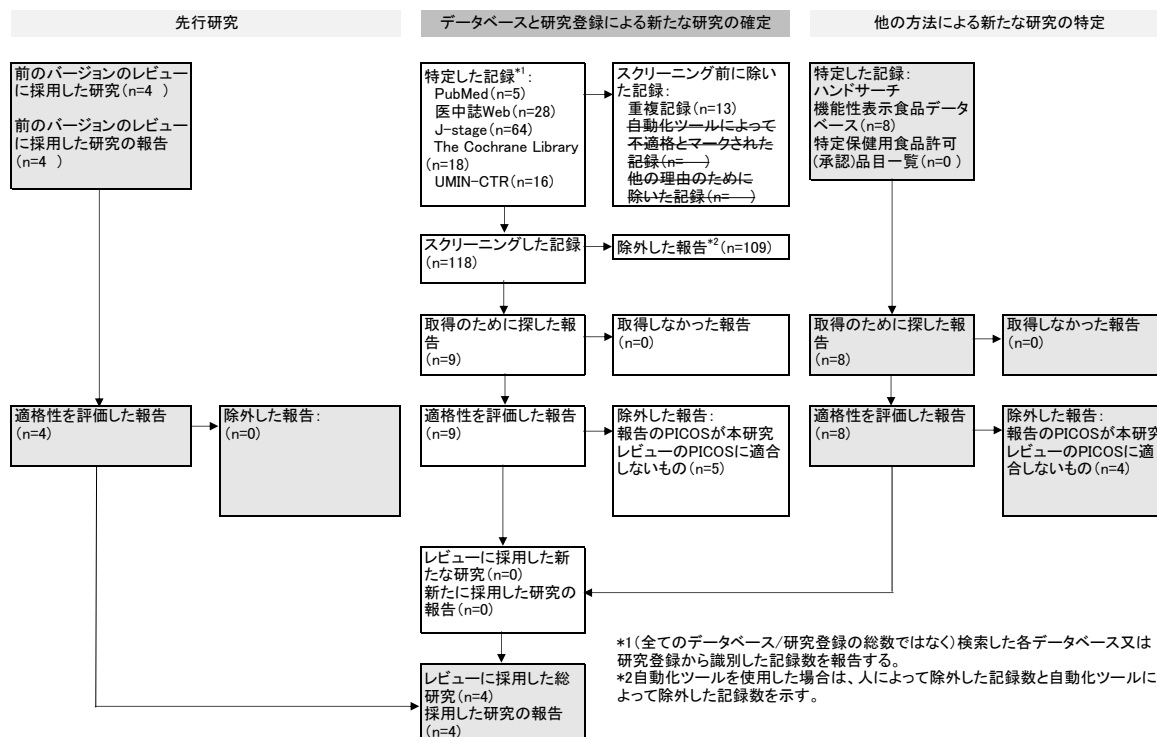 先行研究
データベースと研究登録による新たな研究の確定
他の方法による新たな研究の特定
前のバージョンのレビュー
に採用した研究(n=4 )
前のバージョンのレビュー
に採用した研究の報告
(n=4 )
特定した記録*1:
PubMed(n=5)
医中誌Web(n=28)
J-stage(n=64)
The Cochrane Library
(n=18)
UMIN-CTR(n=16)
スクリーニング前に除い
た記録:
重複記録(n=13)
自動化ツールによって
不適格とマークされた
記録(n= )
他の理由のために
除いた記録(n= )
特定した記録:
ハンドサーチ
機能性表示食品データ
ベース(n=8)
特定保健用食品許可
(承認)品目一覧(n=0 )
スクリーニングした記録
(n=118)
除外した報告*2(n=109)
取得のために探した報
告
(n=9)
取得しなかった報告
(n=0)
取得のために探した報
告
(n=8)
取得しなかった報告
(n=0)
適格性を評価した報告
(n=4)
除外した報告:
(n=0)
適格性を評価した報告
(n=9)
除外した報告:
報告のPICOSが本研究
レビューのPICOSに適合
しないもの(n=5)
適格性を評価した報告
(n=8)
除外した報告:
報告のPICOSが本研究
レビューのPICOSに適
合しないもの(n=4)
レビューに採用した新
たな研究(n=0)
新たに採用した研究の
報告(n=0)
レビューに採用した総
研究(n=4)
採用した研究の報告
(n=4)
*1(全てのデータベース/研究登録の総数ではなく)検索した各データベース又は
研究登録から識別した記録数を報告する。
*2自動化ツールを使用した場合は、人によって除外した記録数と自動化ツールに
よって除外した記録数を示す。